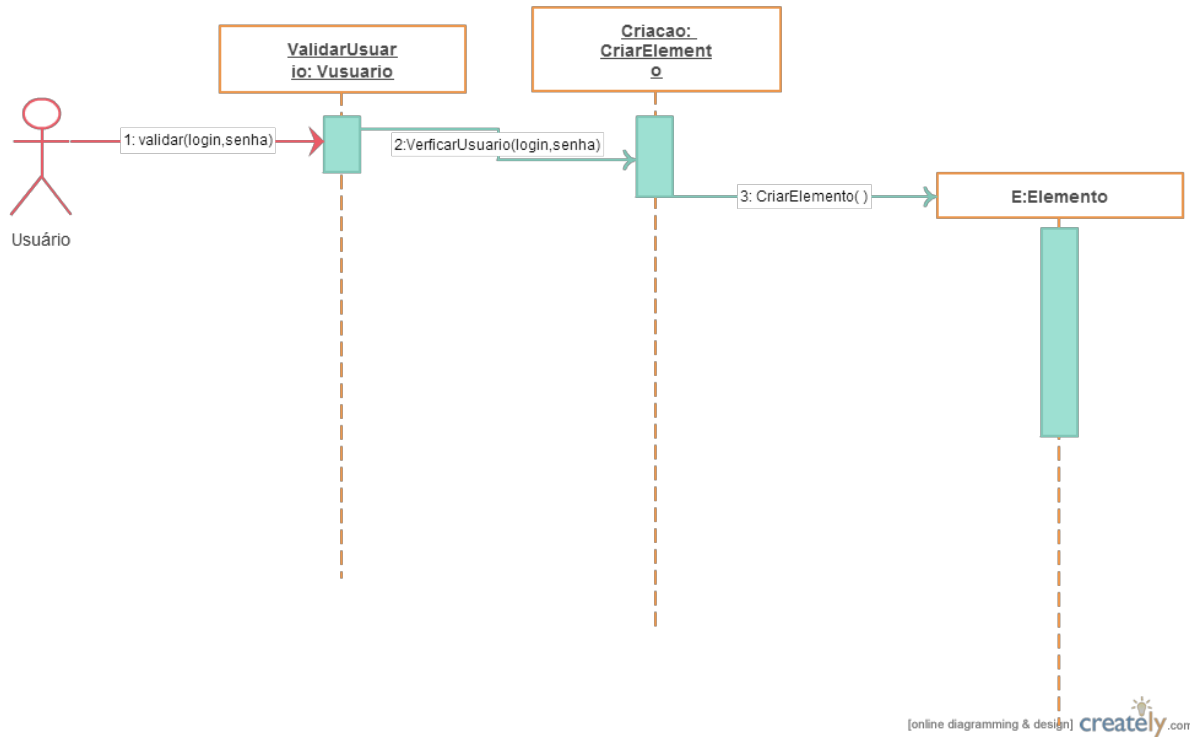 Criacao:
CriarElement
o
ValidarUsuar
io: Vusuario
1: validar(login,senha)
2:VerficarUsuario(login,senha)
3: CriarElemento( )
E:Elemento
Usuário
[online diagramming & design] creately.com